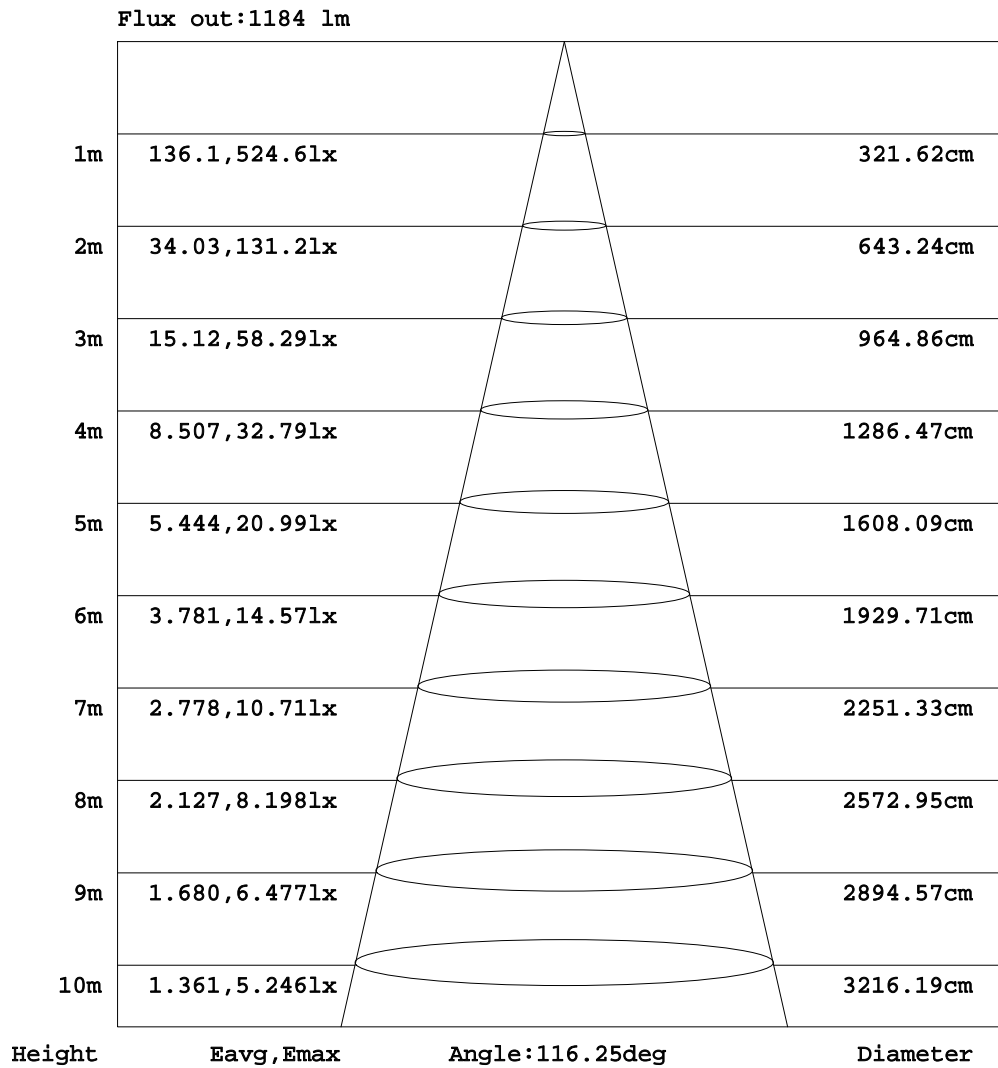 Flux out:1184 lm
1m 136.1,524.6lx 321.62cm
2m 34.03,131.2lx 643.24cm
3m 15.12,58.29lx 964.86cm
4m 8.507,32.79lx 1286.47cm
5m 5.444,20.99lx 1608.09cm
6m 3.781,14.57lx 1929.71cm
7m 2.778,10.71lx 2251.33cm
8m 2.127,8.198lx 2572.95cm
9m 1.680,6.477lx 2894.57cm
10m 1.361,5.246lx 3216.19cm
Height Eavg,Emax Angle:116.25deg Diameter